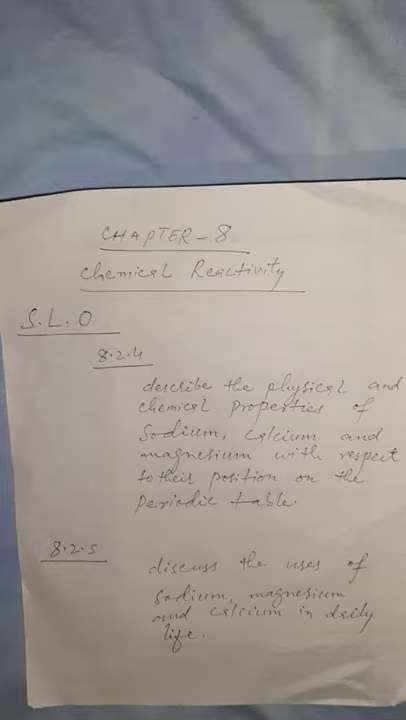 CHAPTER-8
Chemical Reactivity
S.L.O
8.2.4
describe the physical and
chemical properties of
Sodium, calcium and
magnesium with respect
to their position on the
Periodic table.
8.2.5
discuss the uses of
Sodium, magnesium
and calcium in daily
life.